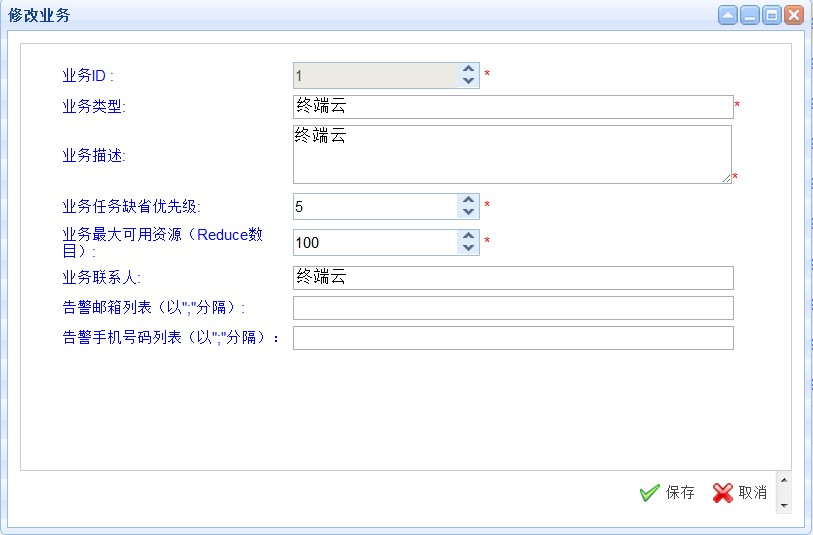 修改业务
业务ID : 1 *
业务类型: 终端云 *
业务描述: 终端云 *
业务任务缺省优先级: 5 *
业务最大可用资源（Reduce数
目）: 100 *
业务联系人: 终端云
告警邮箱列表（以";"分隔）:
告警手机号码列表（以";"分隔）：
保存 取消